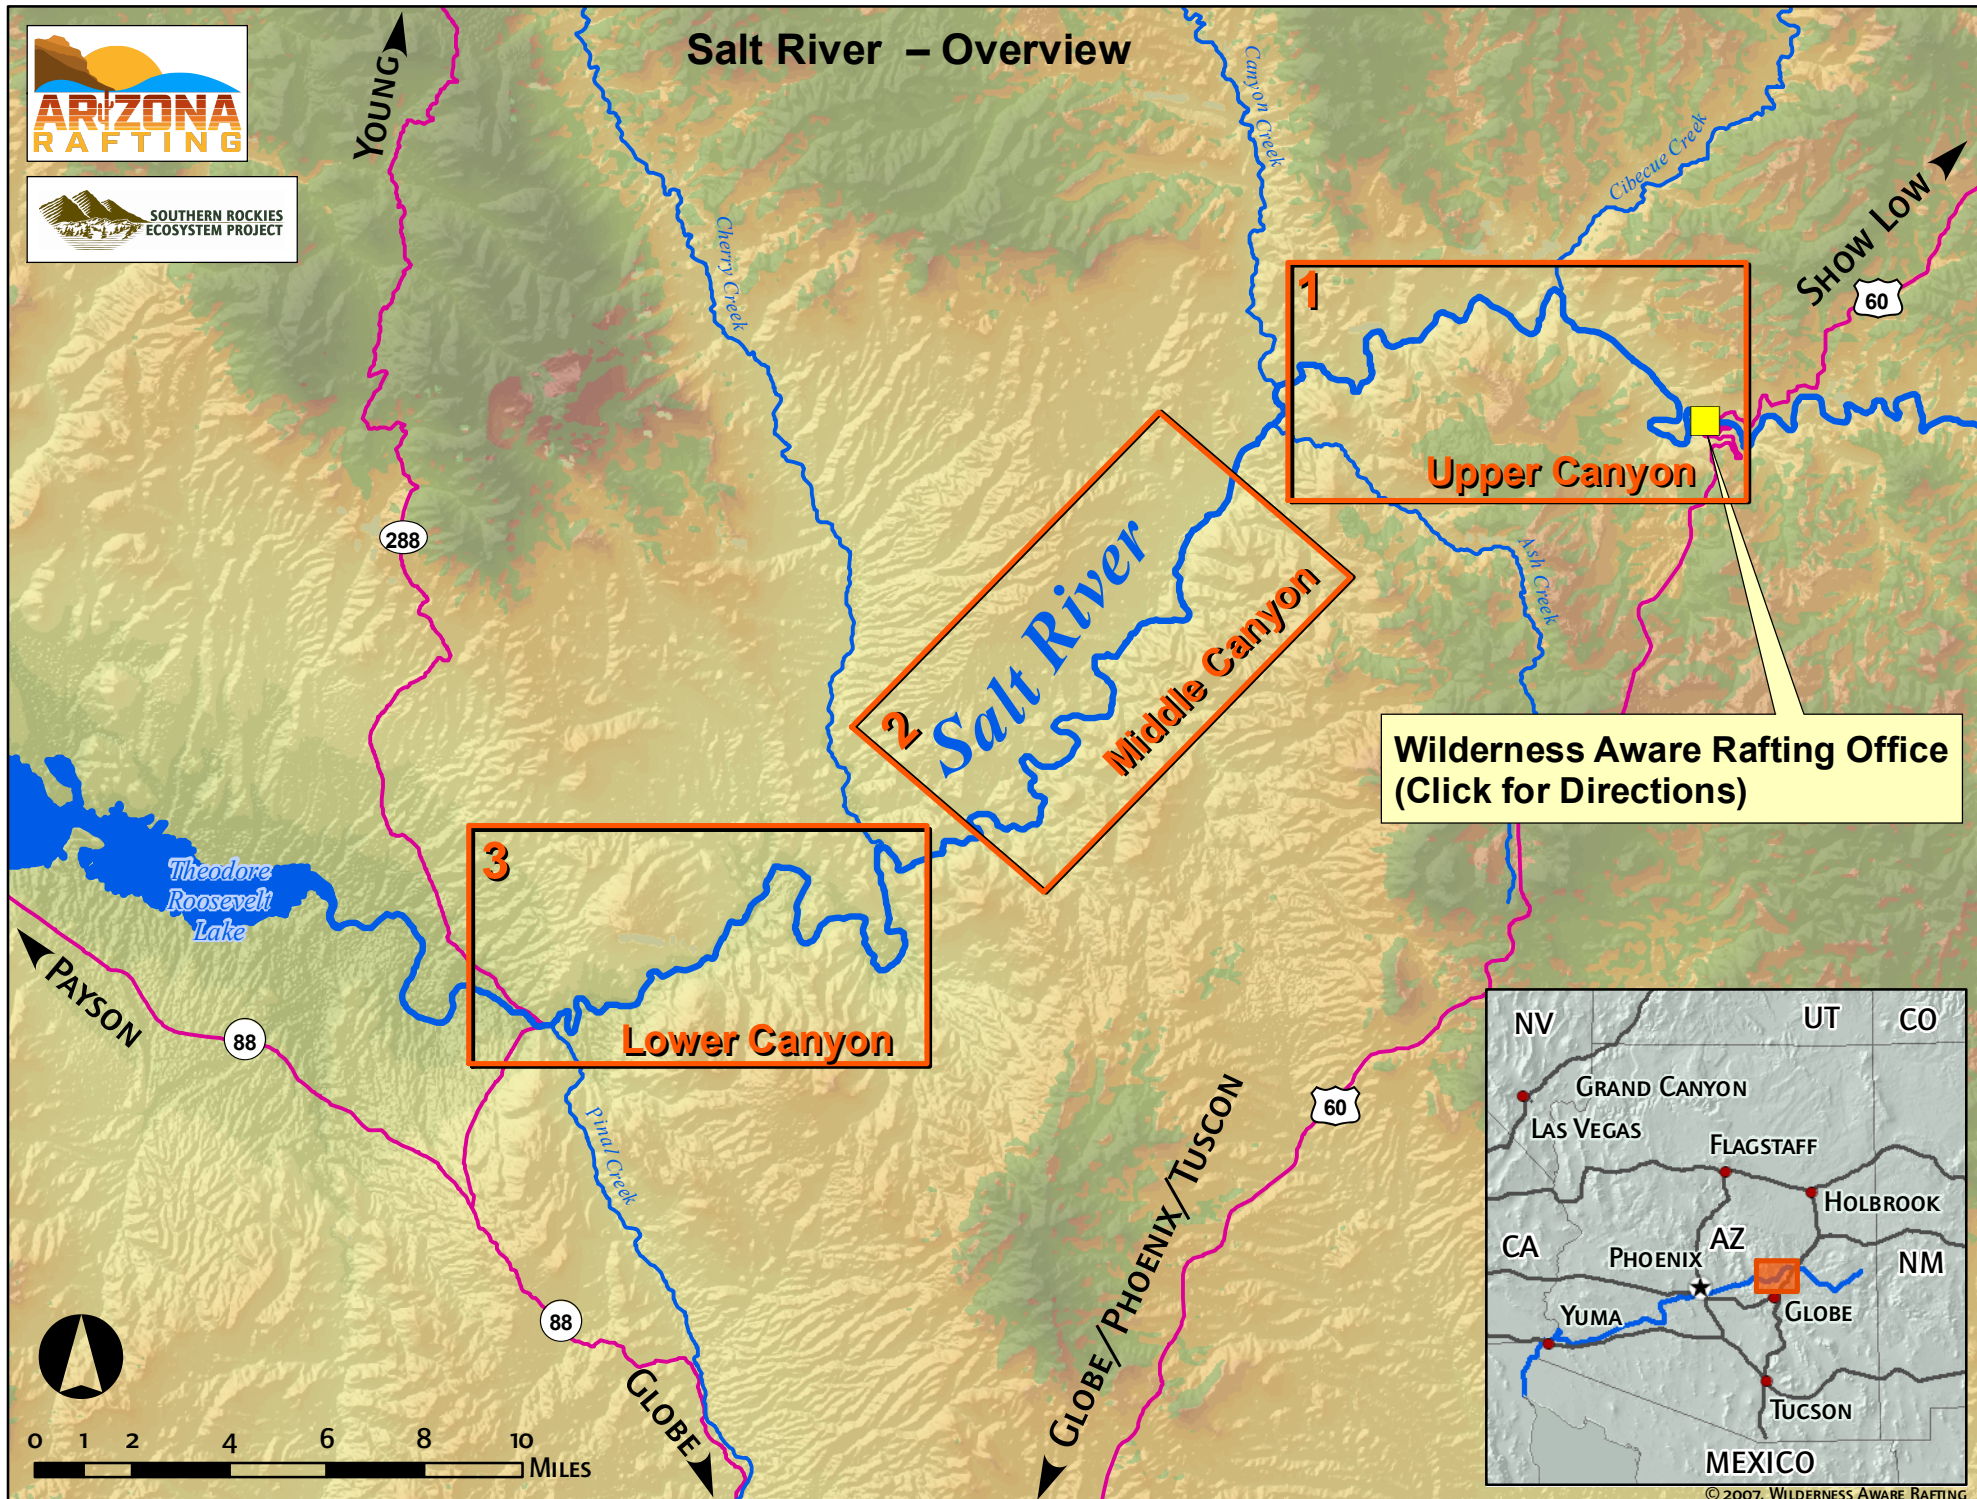 Salt River – Overview
ARIZONA
RAFTING
SOUTHERN ROCKIES
ECOSYSTEM PROJECT
YOUNG
Cherry Creek
Canyon Creek
Cibecue Creek
SHOW LOW
60
1
Upper Canyon
288
Salt River
2
Middle Canyon
Ash Creek
Wilderness Aware Rafting Office
(Click for Directions)
3
Lower Canyon
Theodore
Roosevelt
Lake
PAYSON
88
Pinal Creek
60
GLOBE/PHOENIX/TUSCON
88
GLOBE
0 1 2 4 6 8 10
MILES
NV
UT
CO
GRAND CANYON
LAS VEGAS
FLAGSTAFF
HOLBROOK
CA
PHOENIX
AZ
NM
YUMA
GLOBE
TUCSON
MEXICO
© 2007, WILDERNESS AWARE RAFTING